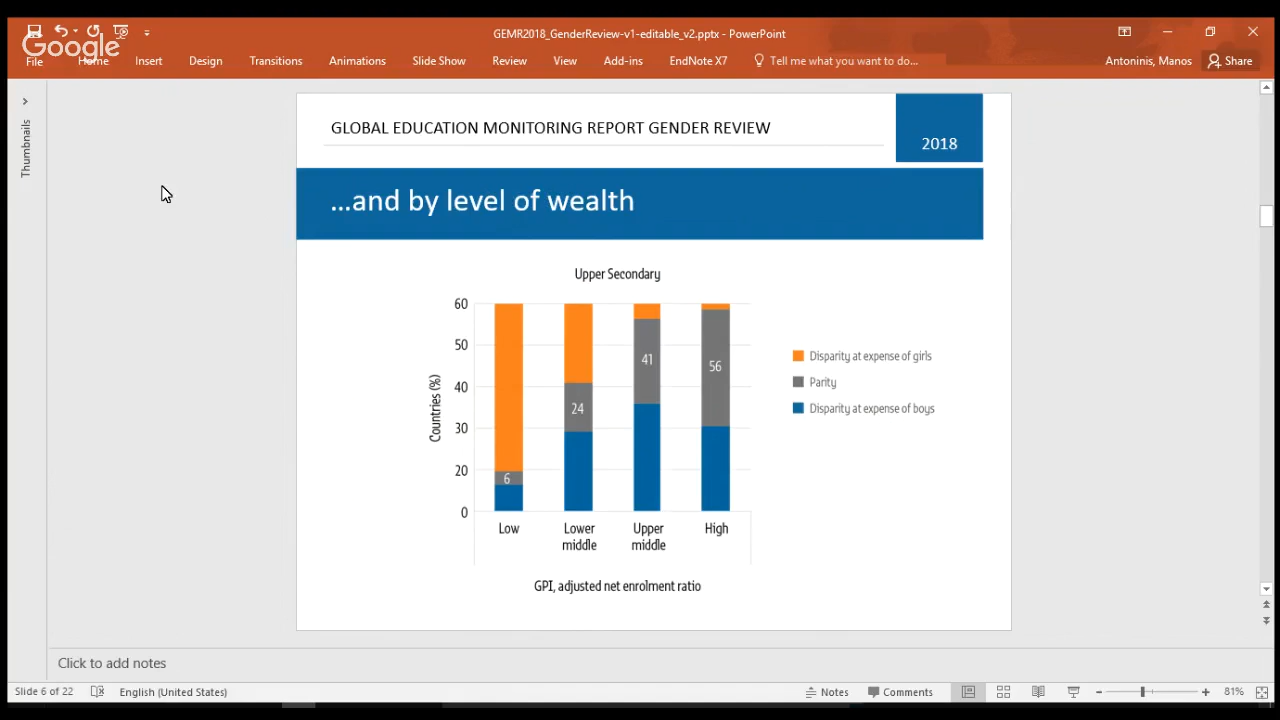 GEMR2018_GenderReview-v1-editable_v2.pptx - PowerPoint
Google
File Home Insert Design Transitions Animations Slide Show Review View Add-ins EndNote X7 Tell me what you want to do... Antoninis, Manos Share
Thumbnails
GLOBAL EDUCATION MONITORING REPORT GENDER REVIEW
2018
...and by level of wealth
Upper Secondary
Countries (%)
60
50
40
30
20
0
6
24
41
56
Low
Lower middle
Upper middle
High
GPI, adjusted net enrolment ratio
Disparity at expense of girls
Parity
Disparity at expense of boys
Click to add notes
Slide 6 of 22 English (United States) Notes Comments 81%